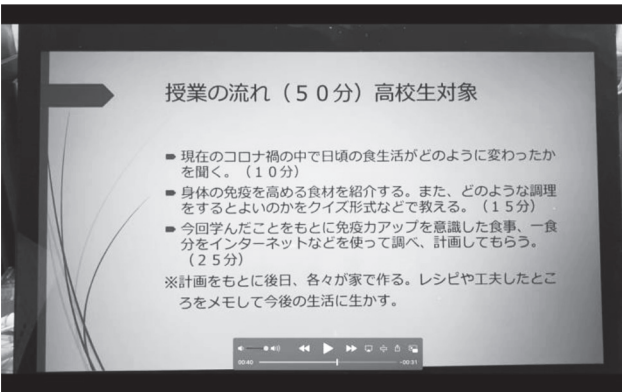 授業の流れ（５０分）高校生対象
現在のコロナ禍の中で日頃の食生活がどのように変わったか
を聞く。（１０分）
身体の免疫を高める食材を紹介する。また、どのような調理
をするとよいのかをクイズ形式などで教える。（１５分）
今回学んだことをもとに免疫力アップを意識した食事、一食
分をインターネットなどを使って調べ、計画してもらう。
（２５分）
※計画をもとに後日、各々が家で作る。レシピや工夫したとこ
ろをメモして今後の生活に生かす。
00:40
-00:31